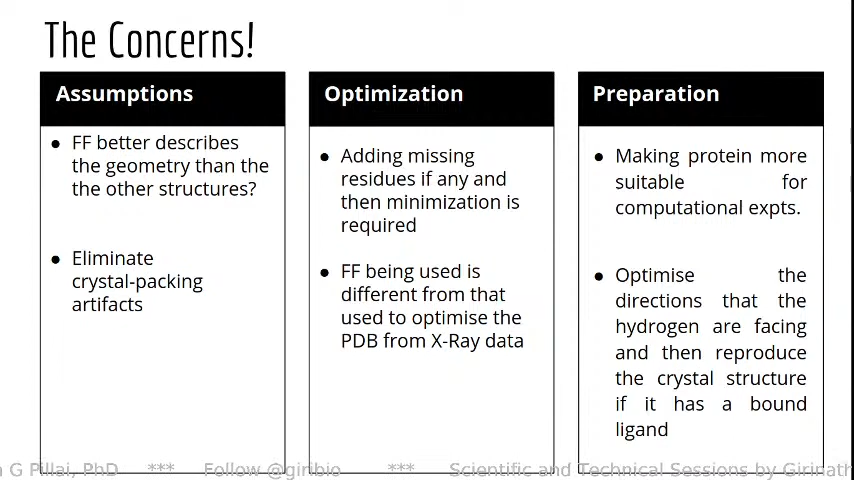 The Concerns!
Assumptions
● FF better describes
the geometry than the
the other structures?
● Eliminate
crystal-packing
artifacts
Optimization
● Adding missing
residues if any and
then minimization is
required
● FF being used is
different from that
used to optimise the
PDB from X-Ray data
Preparation
● Making protein more
suitable for
computational expts.
● Optimise the
directions that the
hydrogen are facing
and then reproduce
the crystal structure
if it has a bound
ligand
G Pillai, PhD *** Follow @giribio *** Scientific and Technical Sessions by Girinath